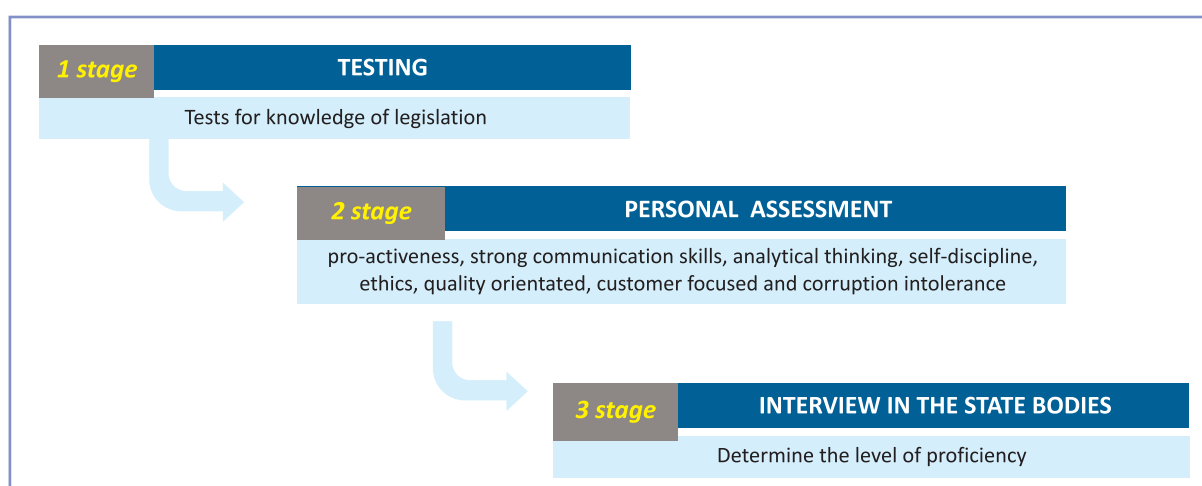 1 stage
TESTING
Tests for knowledge of legislation
2 stage
PERSONAL ASSESSMENT
pro-activeness, strong communication skills, analytical thinking, self-discipline,
ethics, quality orientated, customer focused and corruption intolerance
3 stage
INTERVIEW IN THE STATE BODIES
Determine the level of proficiency